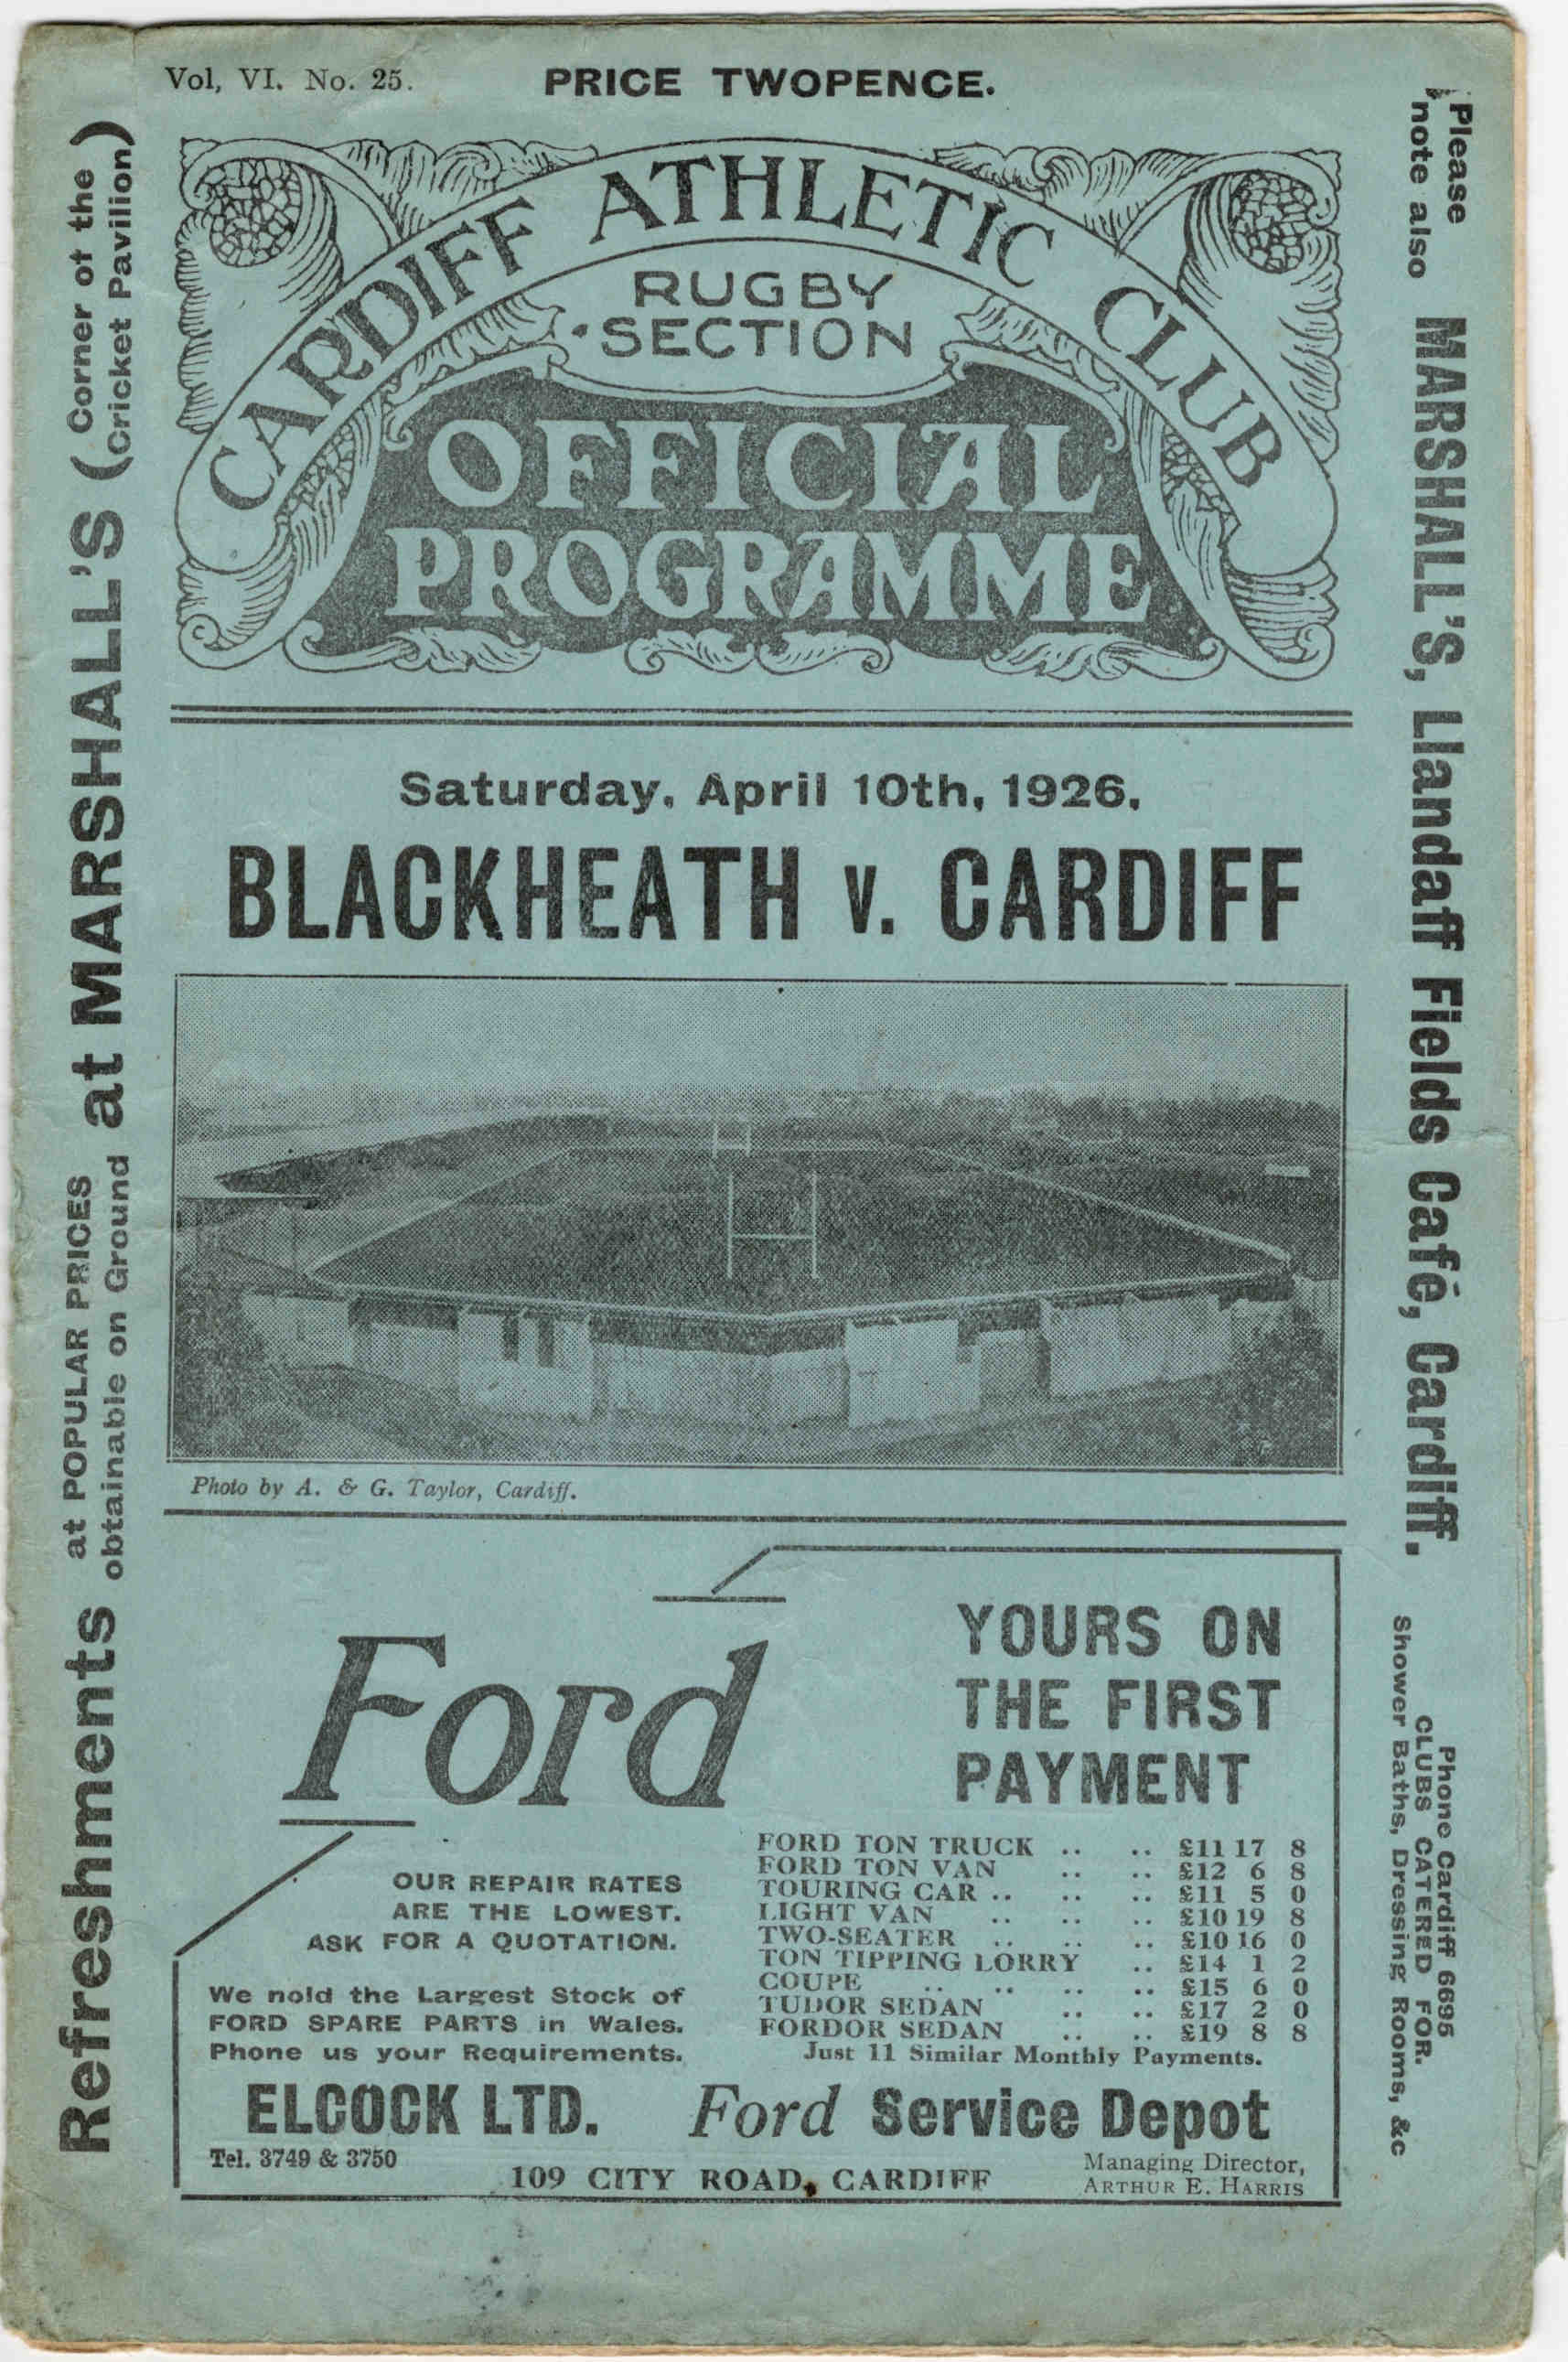 Vol, VI. No. 25.
PRICE TWOPENCE.
CARDIFF ATHLETIC CLUB
RUGBY
SECTION
OFFICIAL
PROGRAMME
Saturday, April 10th, 1926.
BLACKHEATH v. CARDIFF
Photo by A. & G. Taylor, Cardiff.
Ford
YOURS ON
THE FIRST
PAYMENT
OUR REPAIR RATES
ARE THE LOWEST.
ASK FOR A QUOTATION.
We hold the Largest Stock of
FORD SPARE PARTS in Wales.
Phone us your Requirements.
FORD TON TRUCK .. .. £11 17 8
FORD TON VAN .. .. £12 6 8
TOURING CAR .. .. .. £11 5 0
LIGHT VAN .. .. .. £10 19 8
TWO-SEATER .. .. .. £10 16 0
TON TIPPING LORRY .. £14 1 2
COUPE .. .. .. .. £15 6 0
TUDOR SEDAN .. .. £17 2 0
FORDOR SEDAN .. .. £19 8 8
Just 11 Similar Monthly Payments.
ELCOCK LTD. Ford Service Depot
Tel. 3749 & 3750
109 CITY ROAD, CARDIFF
Managing Director,
ARTHUR E. HARRIS
Refreshments at POPULAR PRICES
obtainable on Ground at MARSHALL'S (Corner of the
Cricket Pavilion)
Please
note also MARSHALL'S, Llandaff Fields Café, Cardiff.
Phone Cardiff 6695
CLUBS CATERED FOR.
Shower Baths, Dressing Rooms, &c